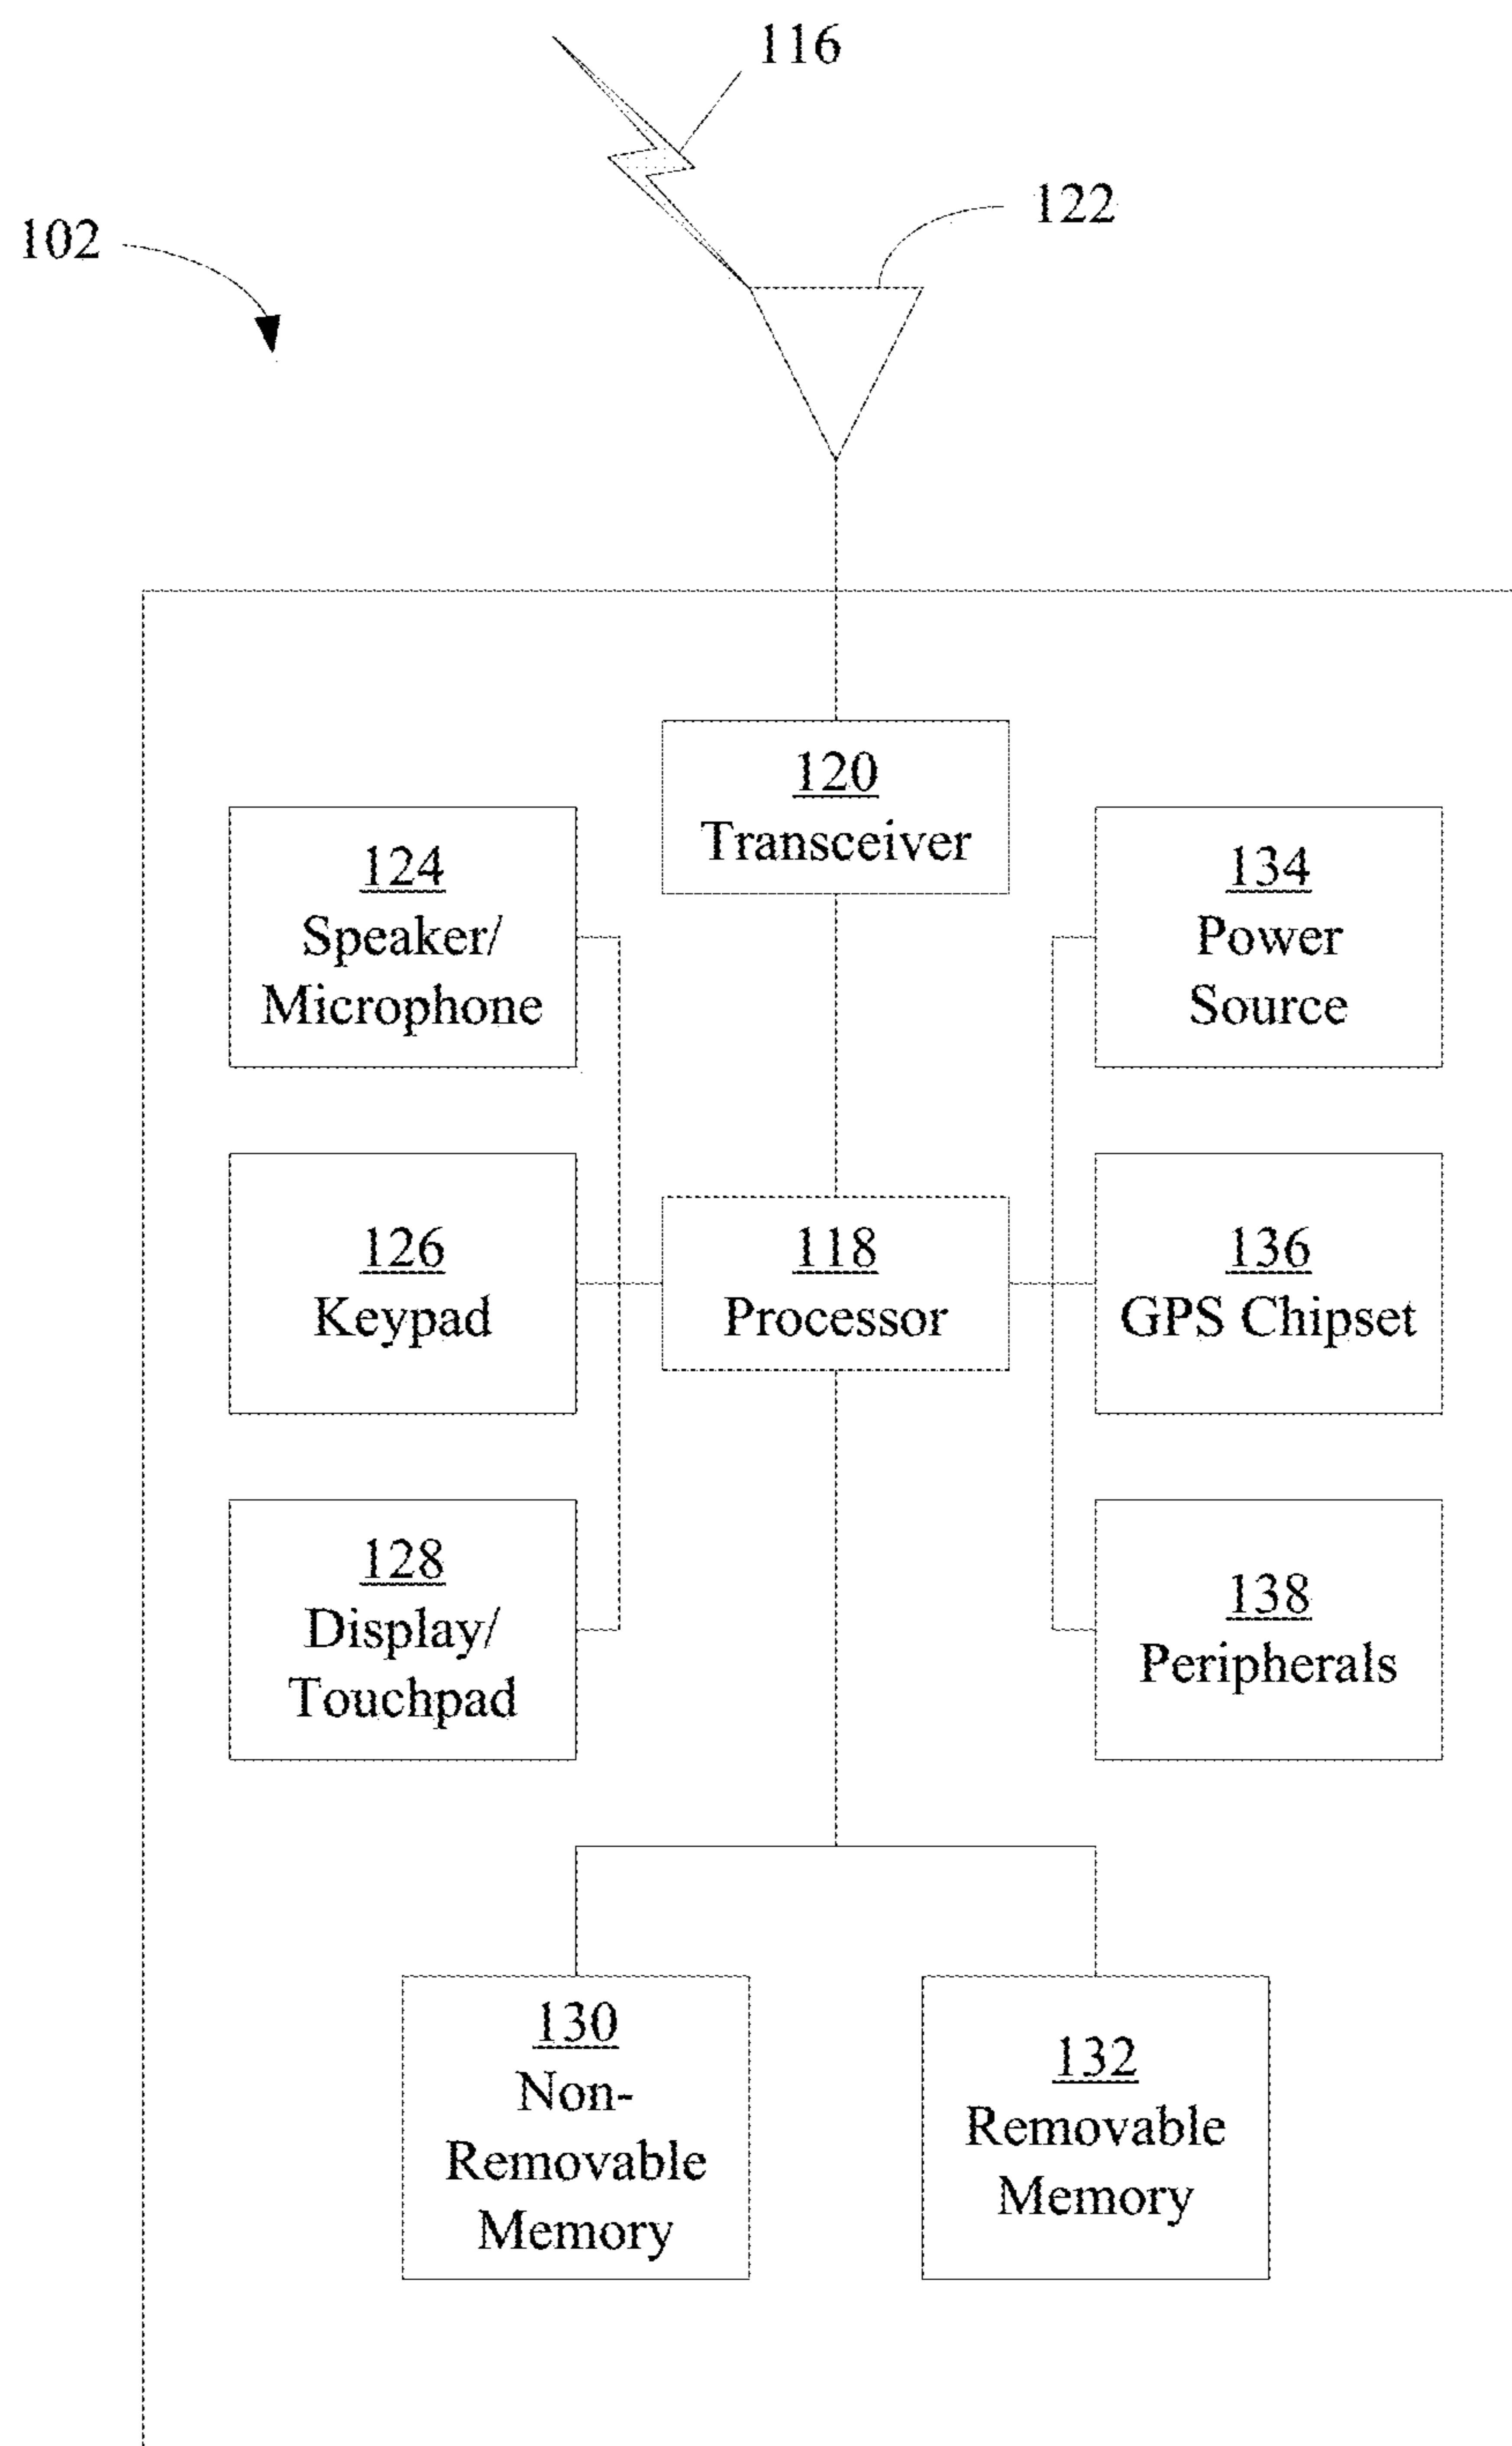 116
122
102
120
Transceiver
124
Speaker/
Microphone
134
Power
Source
126
Keypad
118
Processor
136
GPS Chipset
128
Display/
Touchpad
138
Peripherals
130
Non-
Removable
Memory
132
Removable
Memory